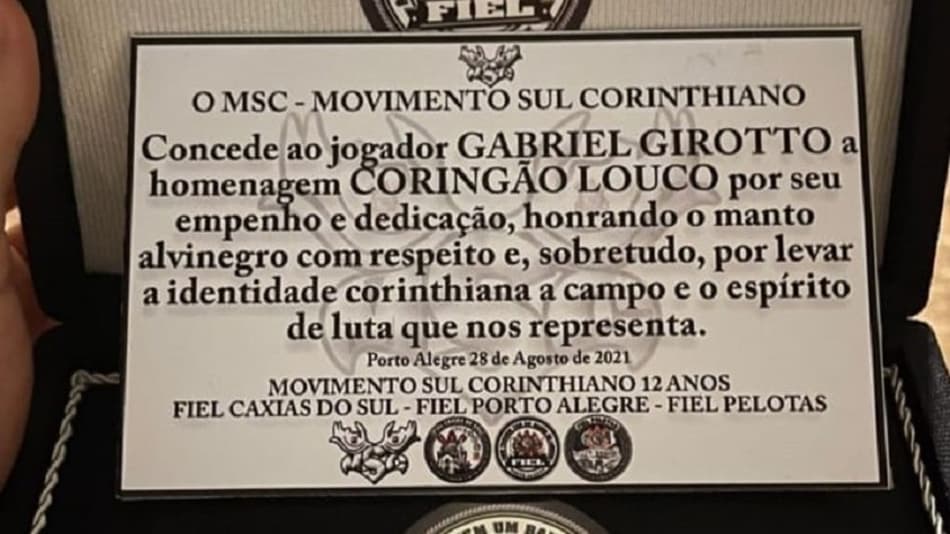 FIEL
O MSC - MOVIMENTO SUL CORINTHIANO
Concede ao jogador GABRIEL GIROTTO a
homenagem CORINGÃO LOUCO por seu
empenho e dedicação, honrando o manto
alvinegro com respeito e, sobretudo, por levar
a identidade corinthiana a campo e o espírito
de luta que nos representa.
Porto Alegre 28 de Agosto de 2021
MOVIMENTO SUL CORINTHIANO 12 ANOS
FIEL CAXIAS DO SUL - FIEL PORTO ALEGRE - FIEL PELOTAS
FIEL
UM